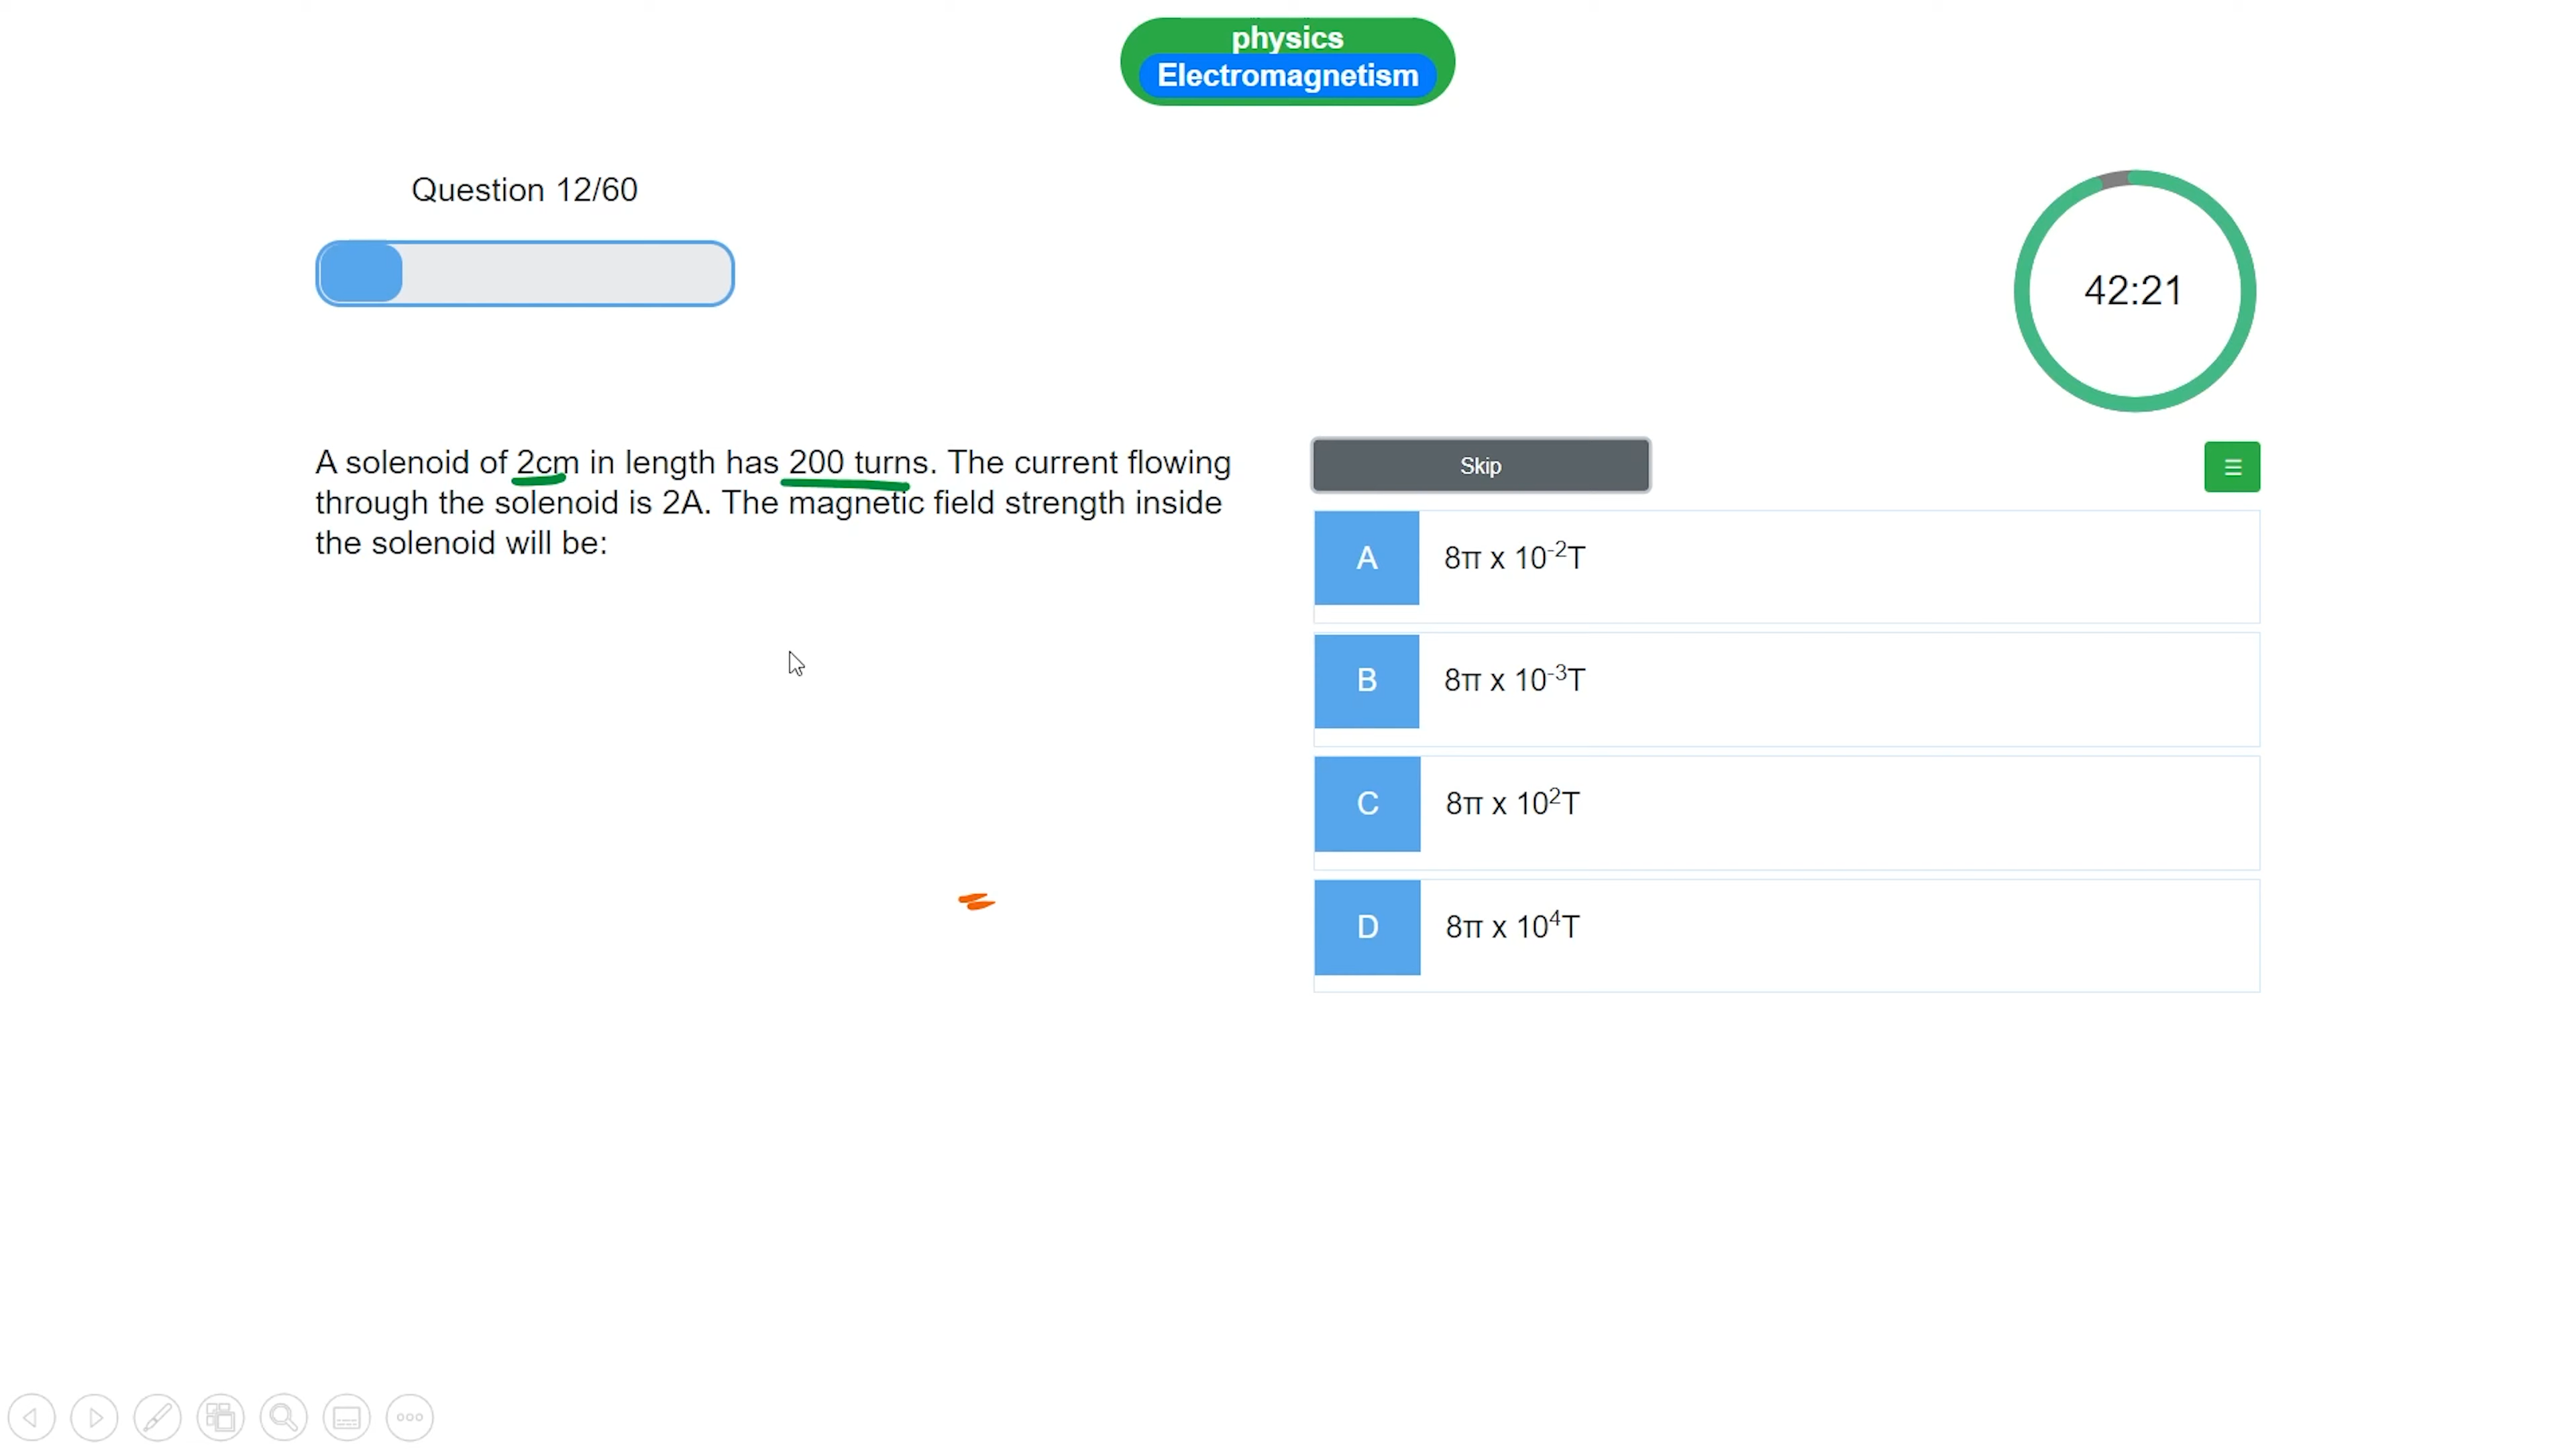 physics
Electromagnetism
Question 12/60
42:21
A solenoid of 2cm in length has 200 turns. The current flowing
through the solenoid is 2A. The magnetic field strength inside
the solenoid will be:
Skip
A 8π x 10⁻²T
B 8π x 10⁻³T
C 8π x 10²T
D 8π x 10⁴T